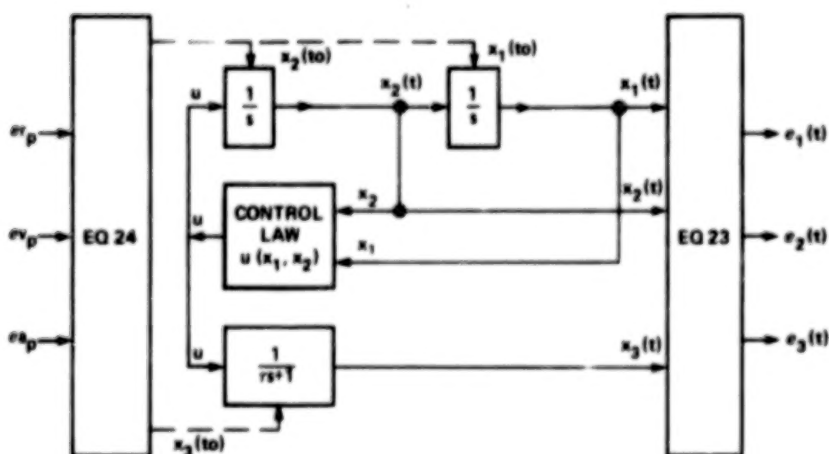 x₂(to)
x₁(to)
u
1/s
x₂(t)
1/s
x₁(t)
erₚ
e₁(t)
x₂
x₂(t)
u
CONTROL
LAW
u (x₁, x₂)
EQ 24
evₚ
EQ 23
e₂(t)
x₁
eaₚ
u
1/(τs+1)
x₃(t)
e₃(t)
x₃(to)